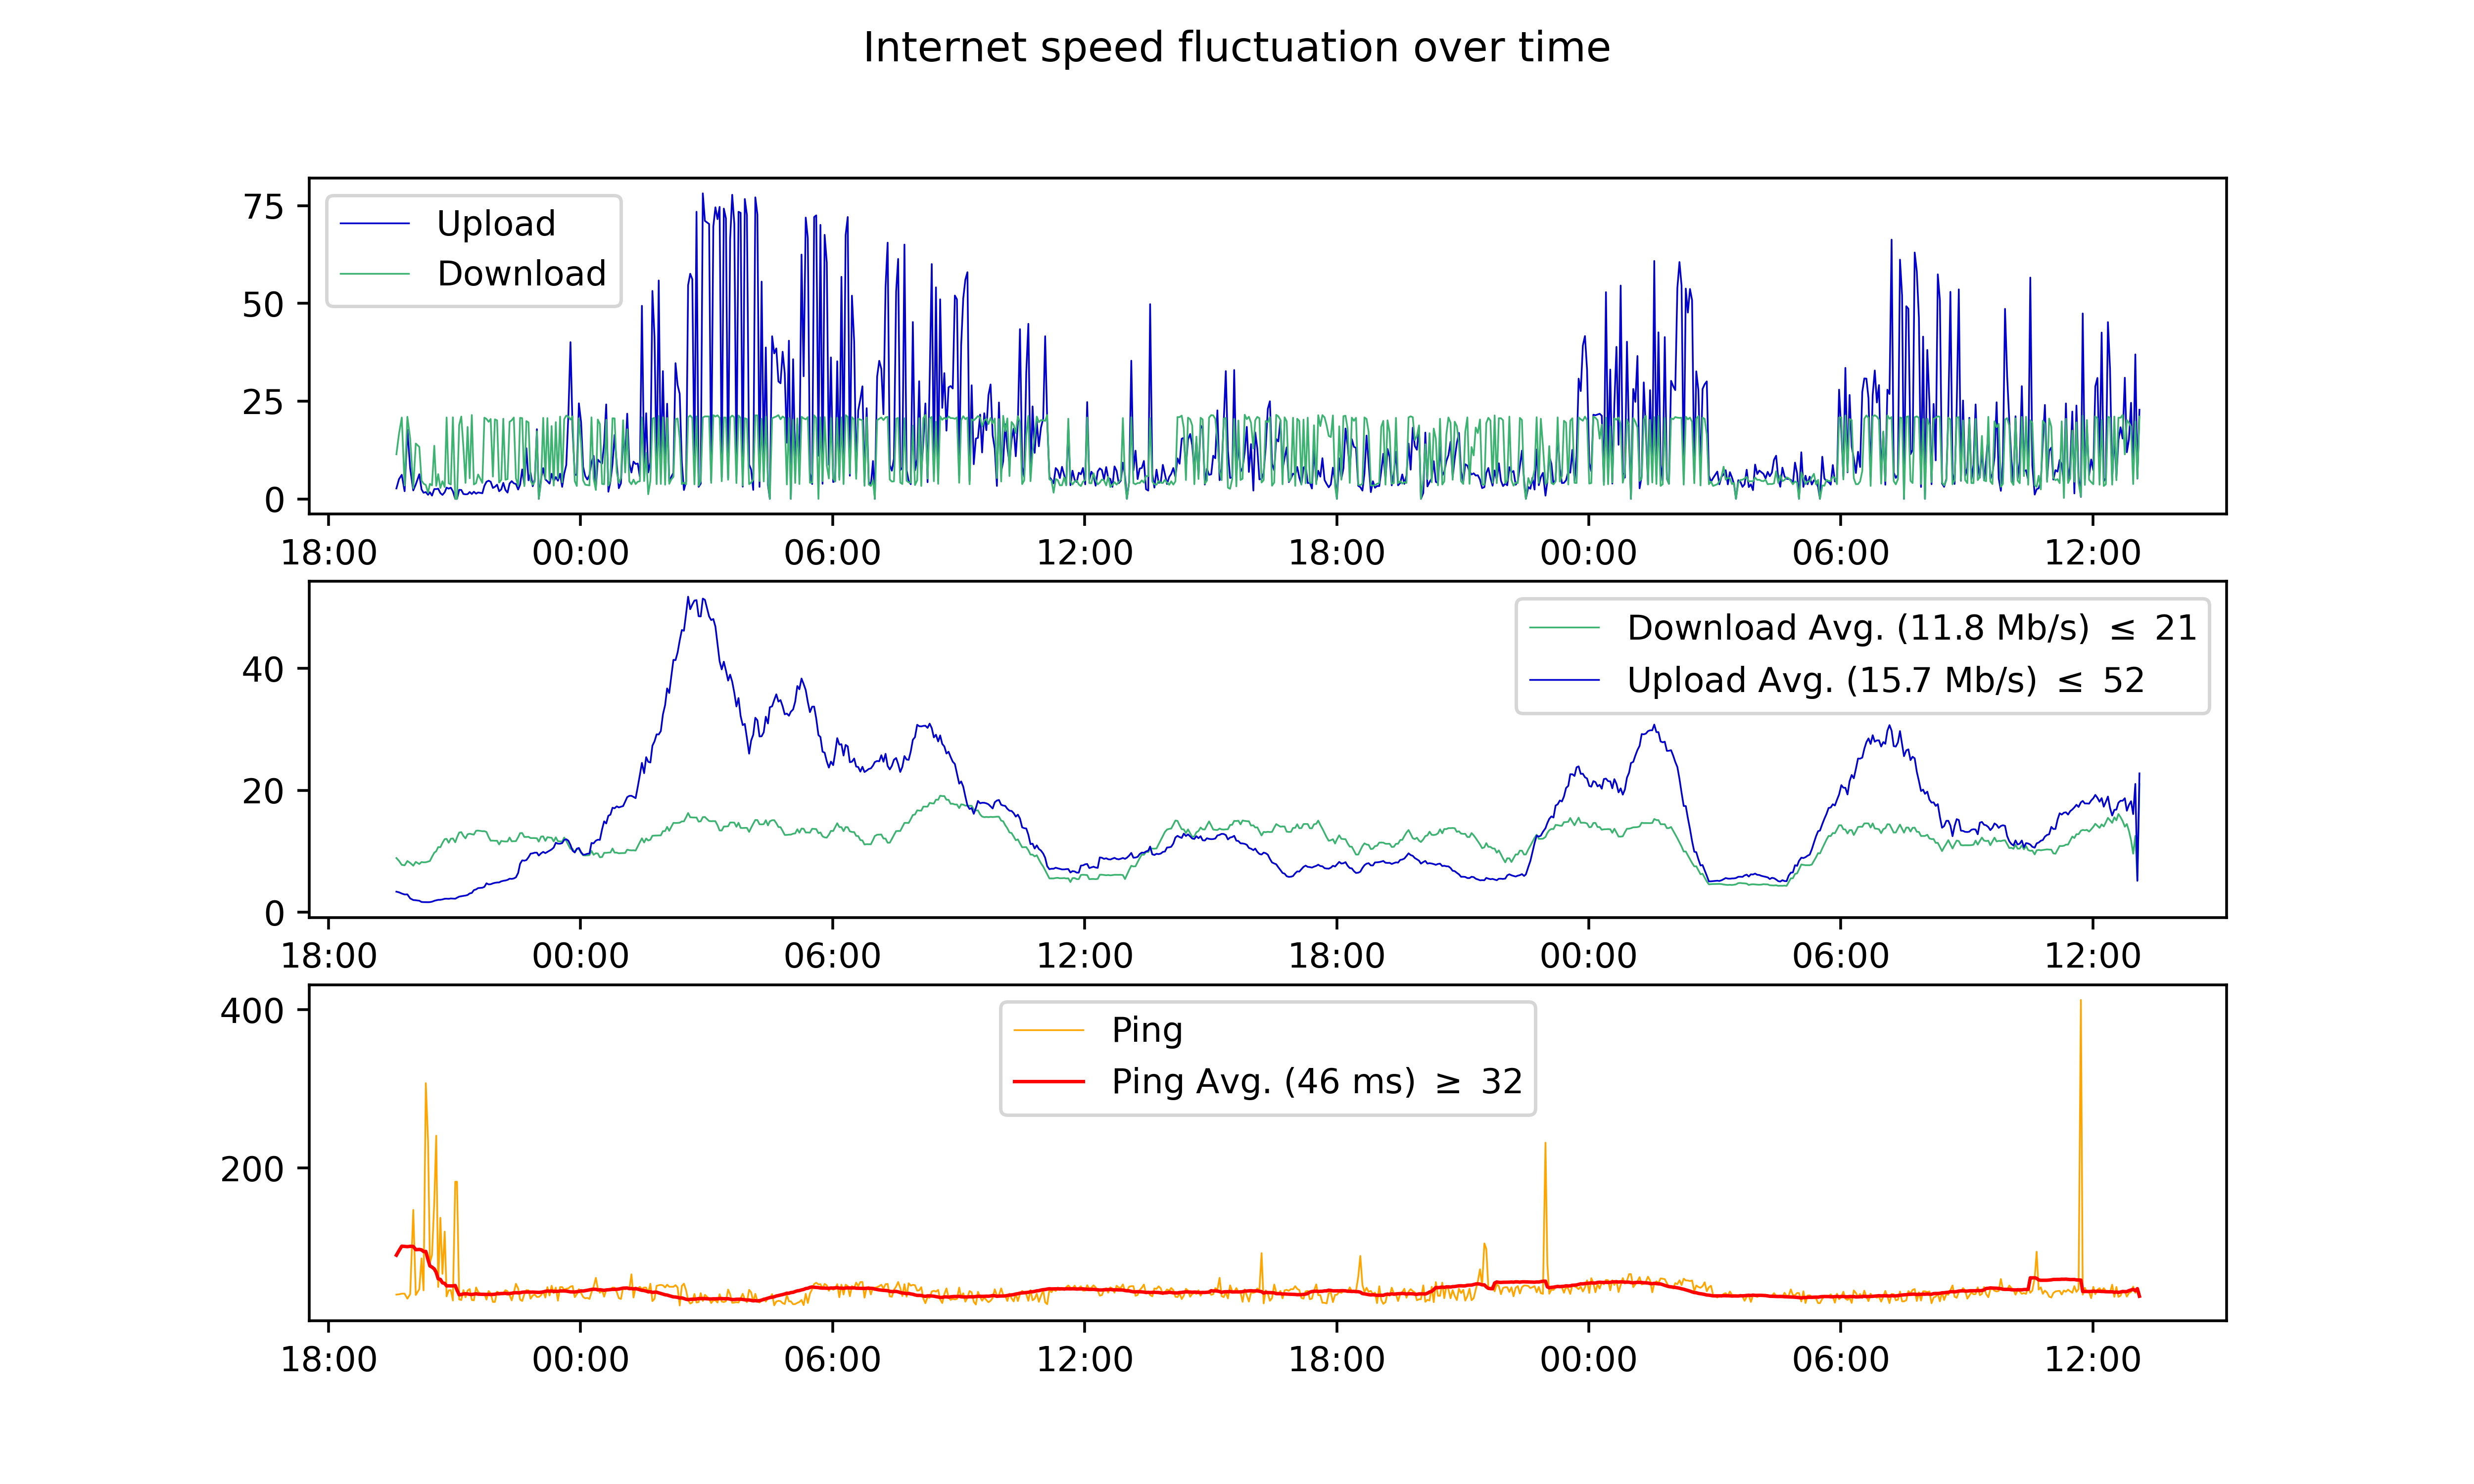 Internet speed fluctuation over time
75
50
25
0
Upload
Download
18:00 00:00 06:00 12:00 18:00 00:00 06:00 12:00
40
20
0
Download Avg. (11.8 Mb/s) ≤ 21
Upload Avg. (15.7 Mb/s) ≤ 52
18:00 00:00 06:00 12:00 18:00 00:00 06:00 12:00
400
200
Ping
Ping Avg. (46 ms) ≥ 32
18:00 00:00 06:00 12:00 18:00 00:00 06:00 12:00